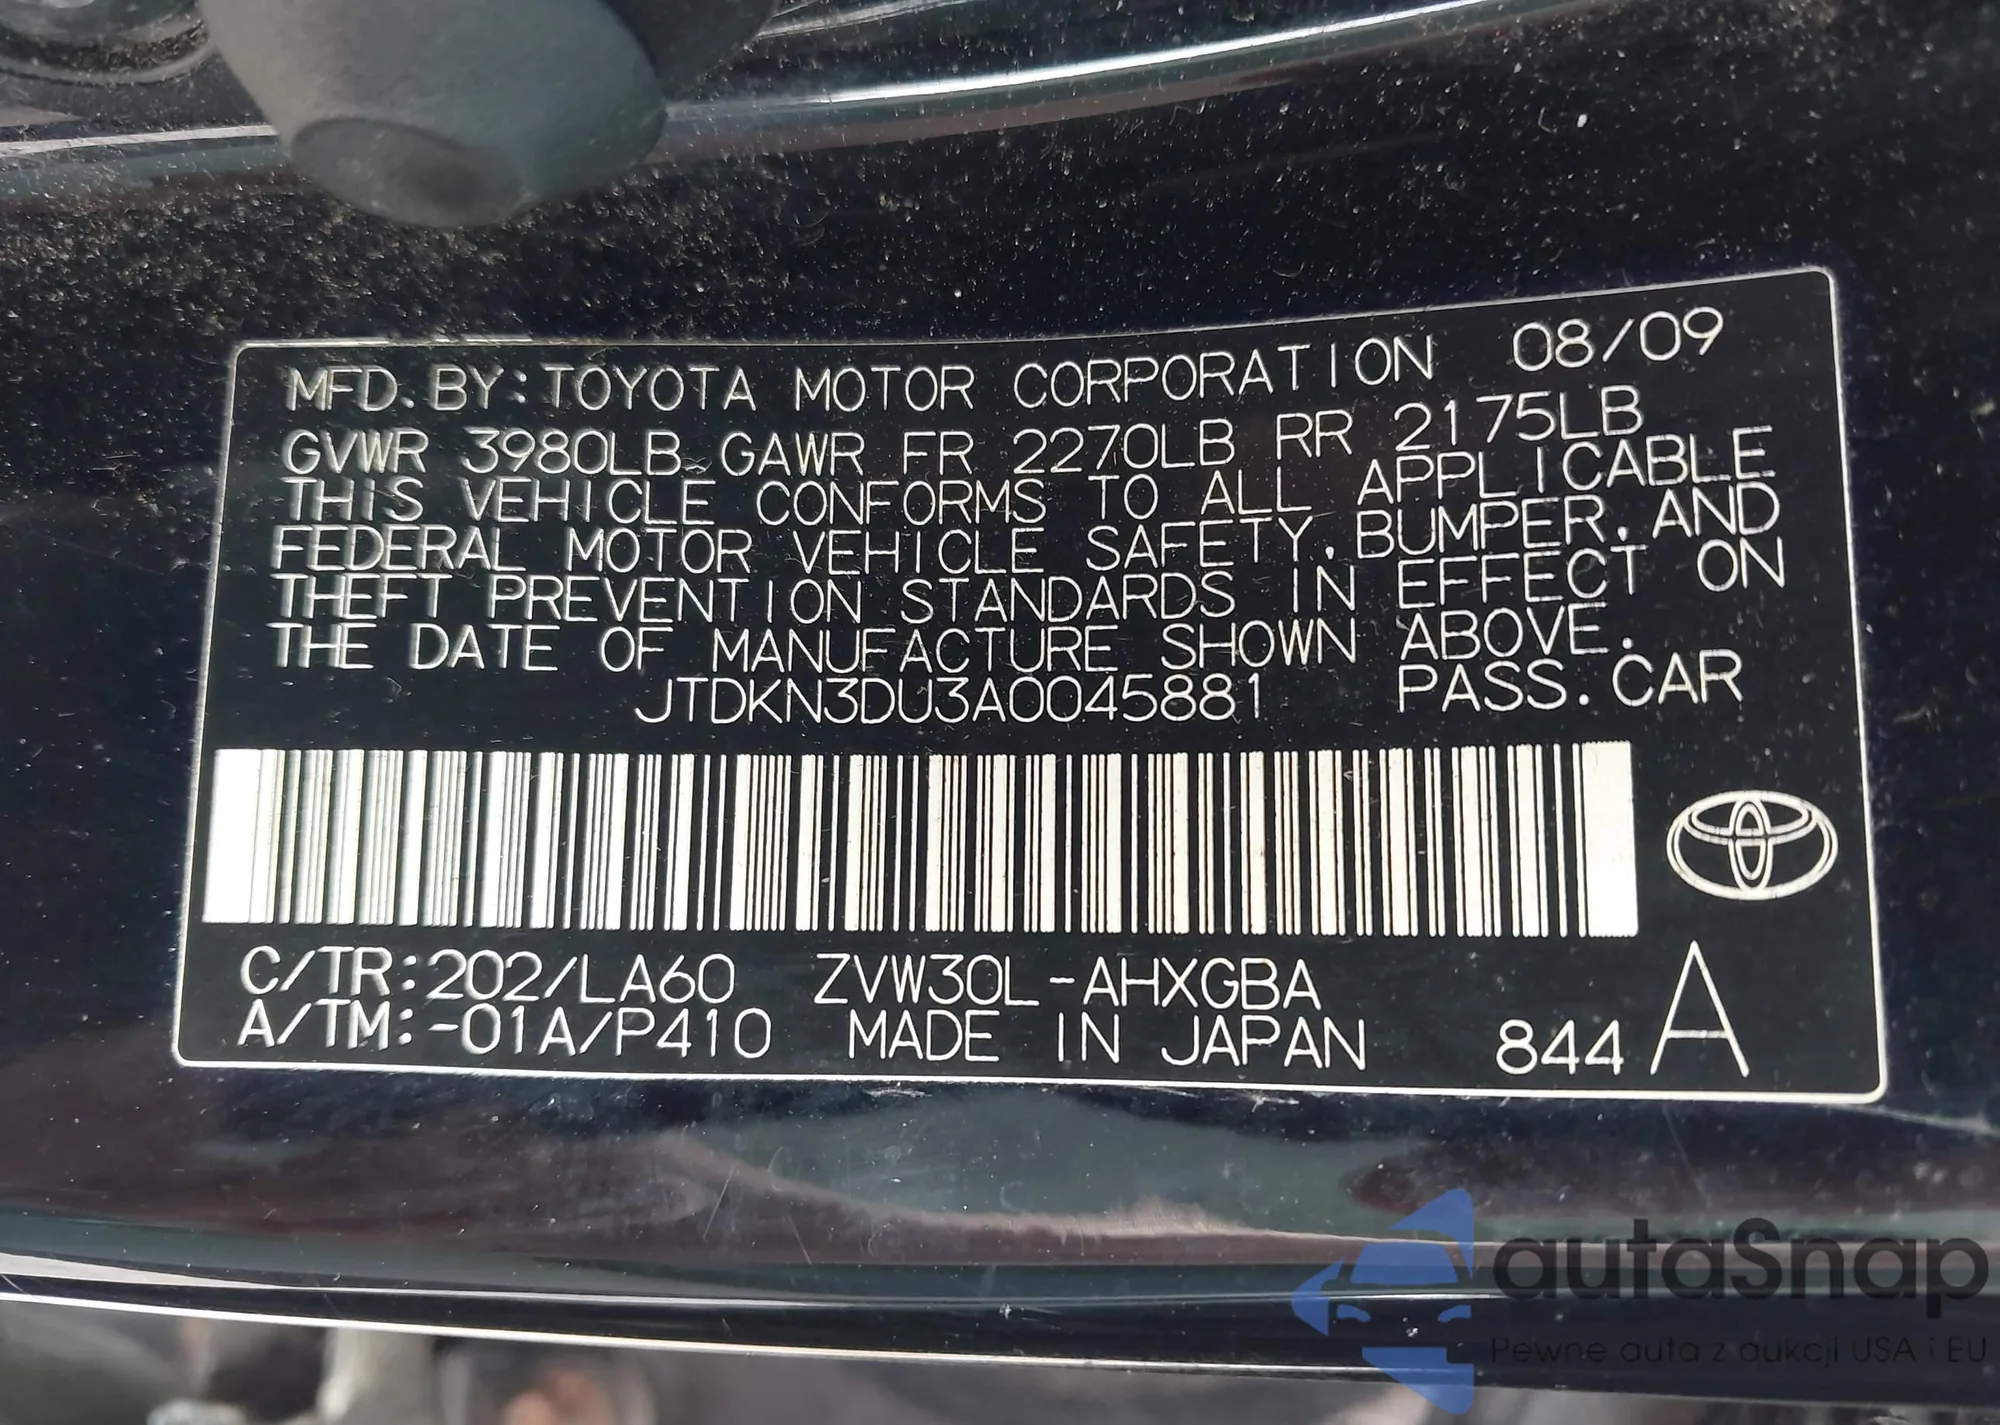 MFD. BY: TOYOTA MOTOR CORPORATION 08/09
GVWR 3980LB GAWR FR 2270LB RR 2175LB
THIS VEHICLE CONFORMS TO ALL APPLICABLE
FEDERAL MOTOR VEHICLE SAFETY, BUMPER, AND
THEFT PREVENTION STANDARDS IN EFFECT ON
THE DATE OF MANUFACTURE SHOWN ABOVE.
JTDKN3DU3A0045881 PASS. CAR
C/TR: 202/LA60 ZVW30L-AHXGBA
A/TM: -01A/P410 MADE IN JAPAN 844 A
autaSnap
Pewne auta z aukcji USA i EU